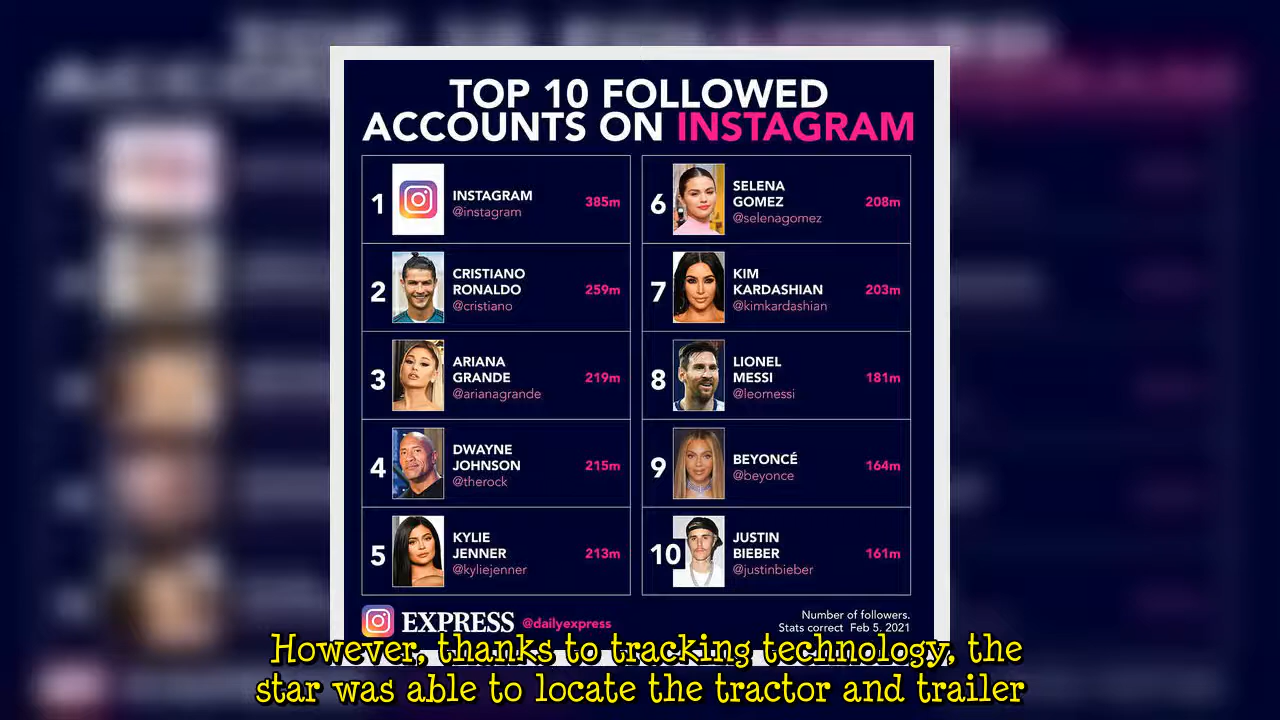 TOP 10 FOLLOWED
ACCOUNTS ON INSTAGRAM
1 INSTAGRAM 385m
@instagram
2 CRISTIANO
RONALDO 259m
@cristiano
3 ARIANA
GRANDE 219m
@arianagrande
4 DWAYNE
JOHNSON 215m
@therock
5 KYLIE
JENNER 213m
@kyliejenner
6 SELENA
GOMEZ 208m
@selenagomez
7 KIM
KARDASHIAN 203m
@kimkardashian
8 LIONEL
MESSI 181m
@leomessi
9 BEYONCÉ 164m
@beyonce
10 JUSTIN
BIEBER 161m
@justinbieber
EXPRESS @dailyexpress
Number of followers.
Stats correct Feb 5, 2021
However, thanks to tracking technology, the
star was able to locate the tractor and trailer